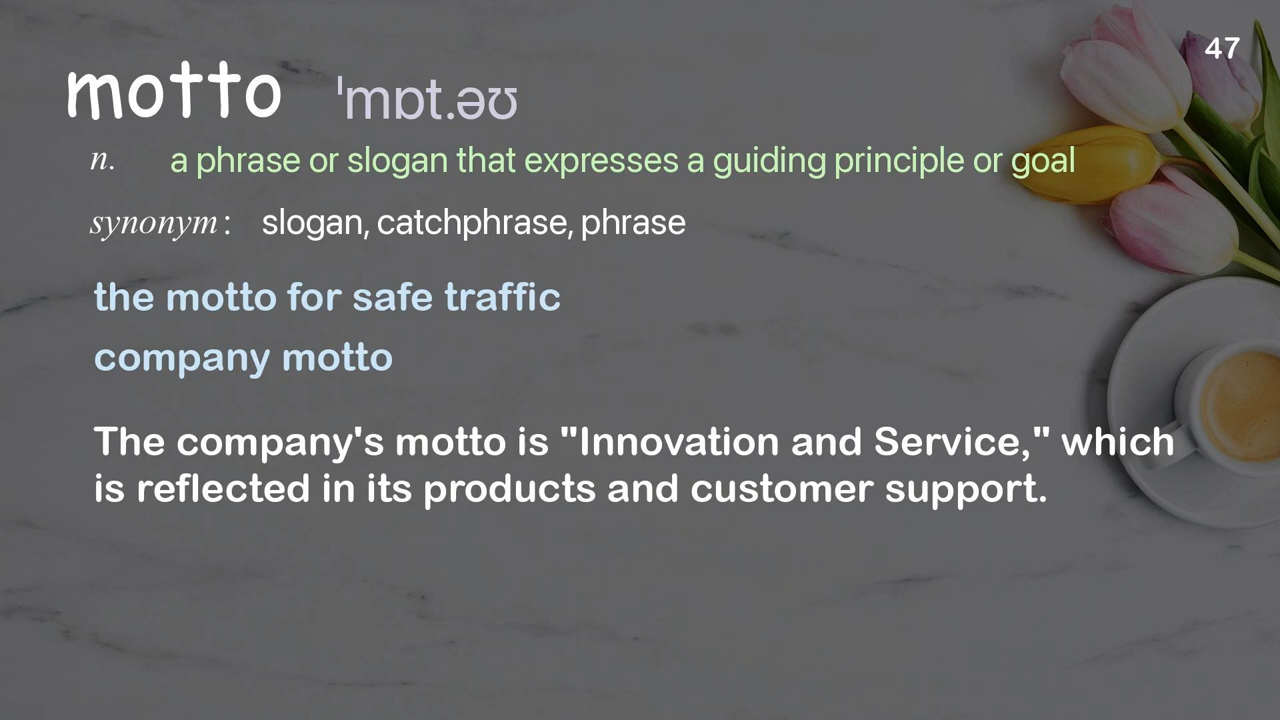 47
motto ˈmɒt.əʊ
n. a phrase or slogan that expresses a guiding principle or goal
synonym: slogan, catchphrase, phrase
the motto for safe traffic
company motto
The company's motto is "Innovation and Service," which
is reflected in its products and customer support.